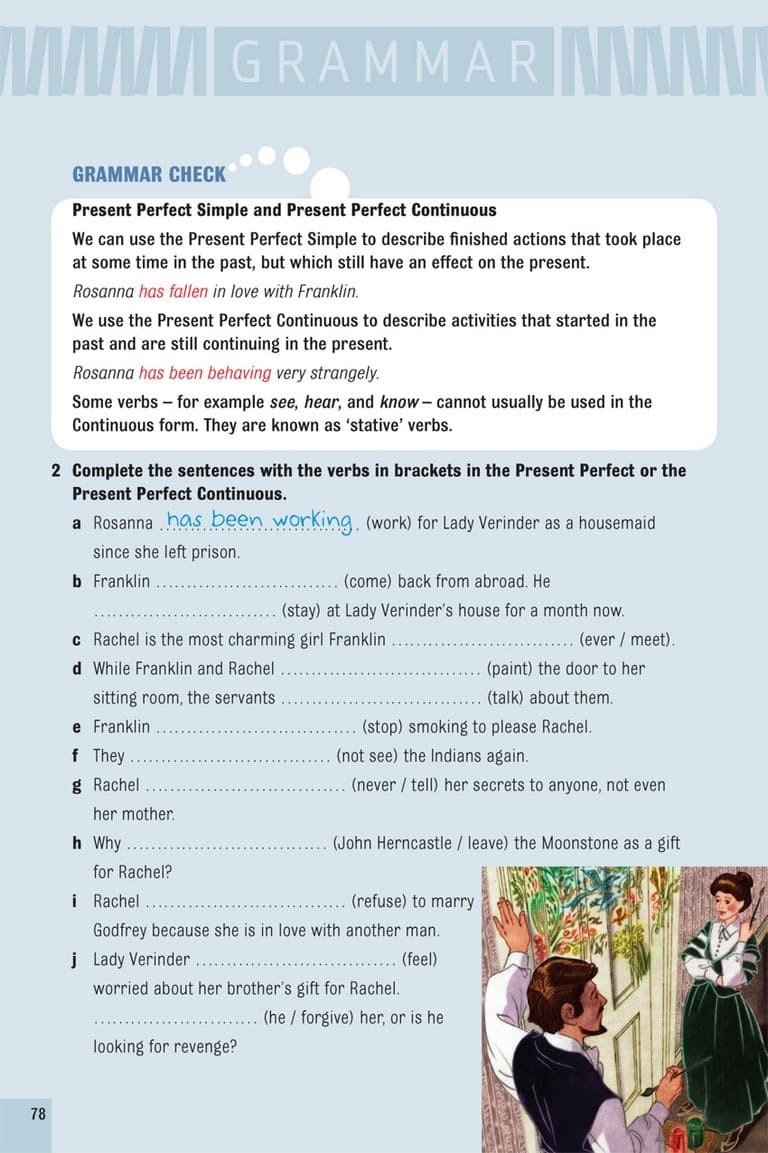 GRAMMAR
GRAMMAR CHECK
Present Perfect Simple and Present Perfect Continuous
We can use the Present Perfect Simple to describe finished actions that took place
at some time in the past, but which still have an effect on the present.
Rosanna has fallen in love with Franklin.
We use the Present Perfect Continuous to describe activities that started in the
past and are still continuing in the present.
Rosanna has been behaving very strangely.
Some verbs – for example see, hear, and know – cannot usually be used in the
Continuous form. They are known as ‘stative’ verbs.
2 Complete the sentences with the verbs in brackets in the Present Perfect or the
Present Perfect Continuous.
a Rosanna has been working (work) for Lady Verinder as a housemaid
since she left prison.
b Franklin .............................. (come) back from abroad. He
.............................. (stay) at Lady Verinder’s house for a month now.
c Rachel is the most charming girl Franklin .............................. (ever / meet).
d While Franklin and Rachel ................................. (paint) the door to her
sitting room, the servants ................................. (talk) about them.
e Franklin ................................. (stop) smoking to please Rachel.
f They ................................. (not see) the Indians again.
g Rachel ................................. (never / tell) her secrets to anyone, not even
her mother.
h Why ................................. (John Herncastle / leave) the Moonstone as a gift
for Rachel?
i Rachel ................................. (refuse) to marry
Godfrey because she is in love with another man.
j Lady Verinder ................................. (feel)
worried about her brother’s gift for Rachel.
........................... (he / forgive) her, or is he
looking for revenge?
78